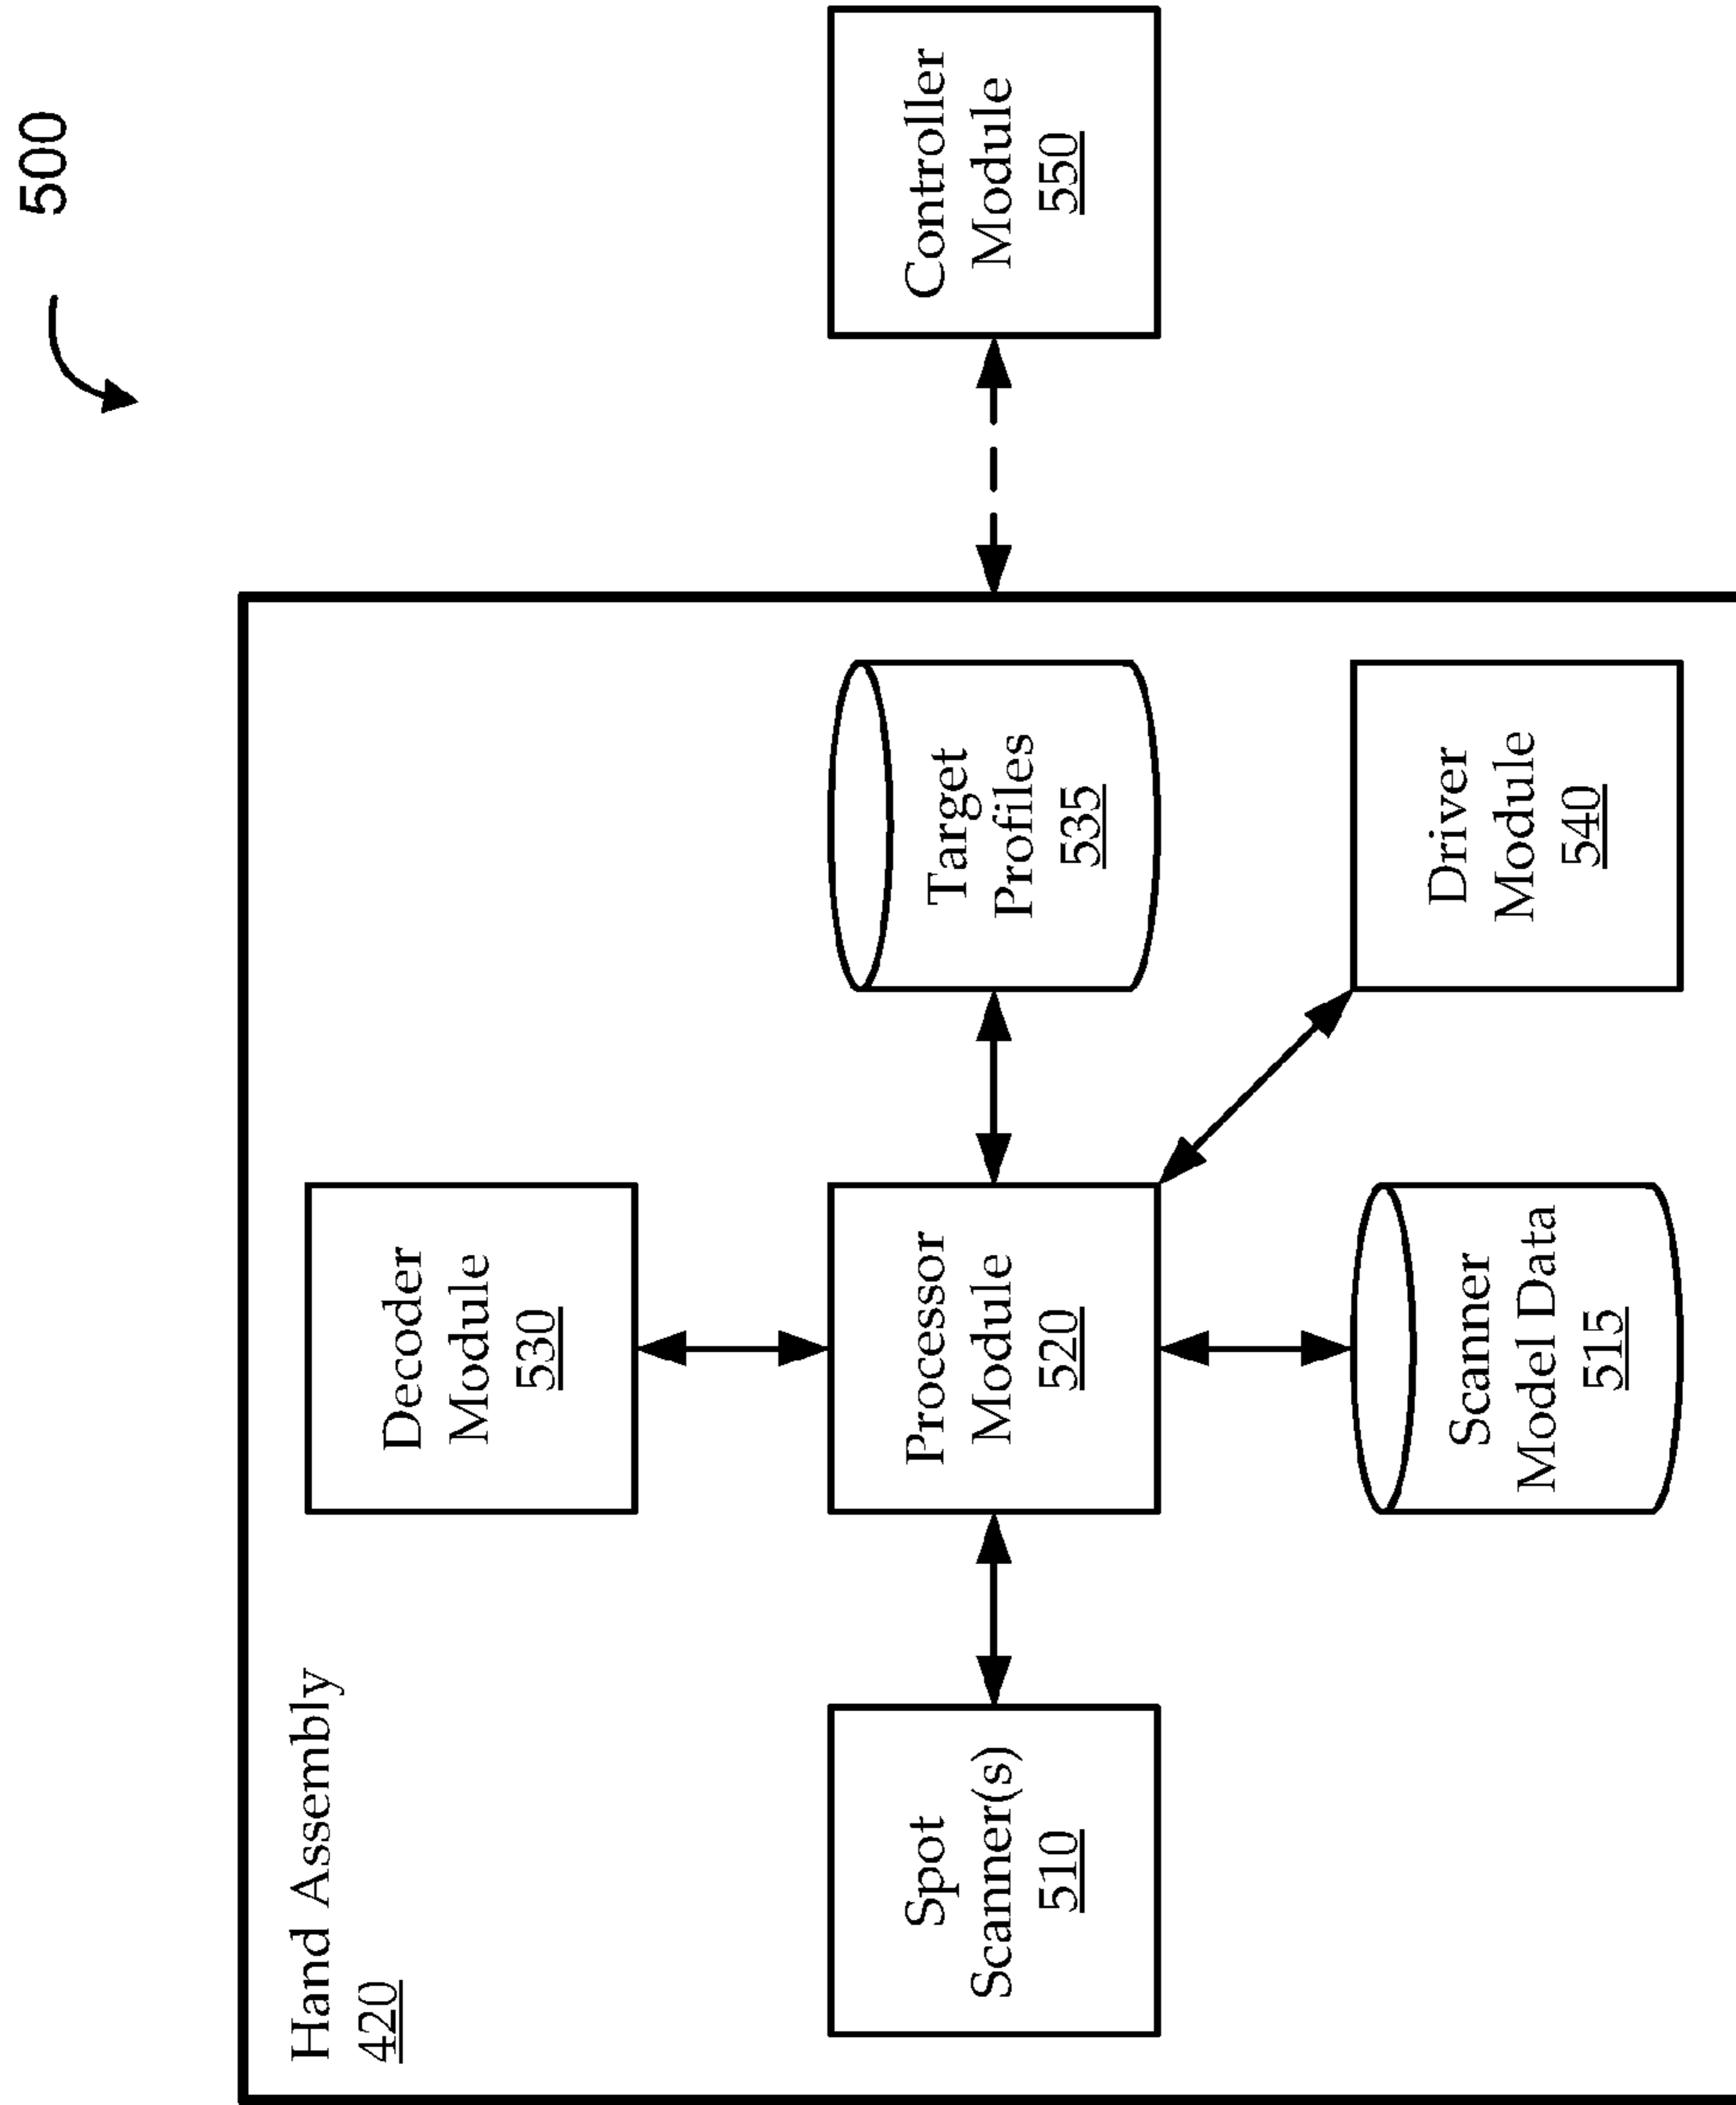 500
Hand Assembly
420
Decoder
Module
530
Spot
Scanner(s)
510
Processor
Module
520
Target
Profiles
535
Controller
Module
550
Scanner
Model Data
515
Driver
Module
540